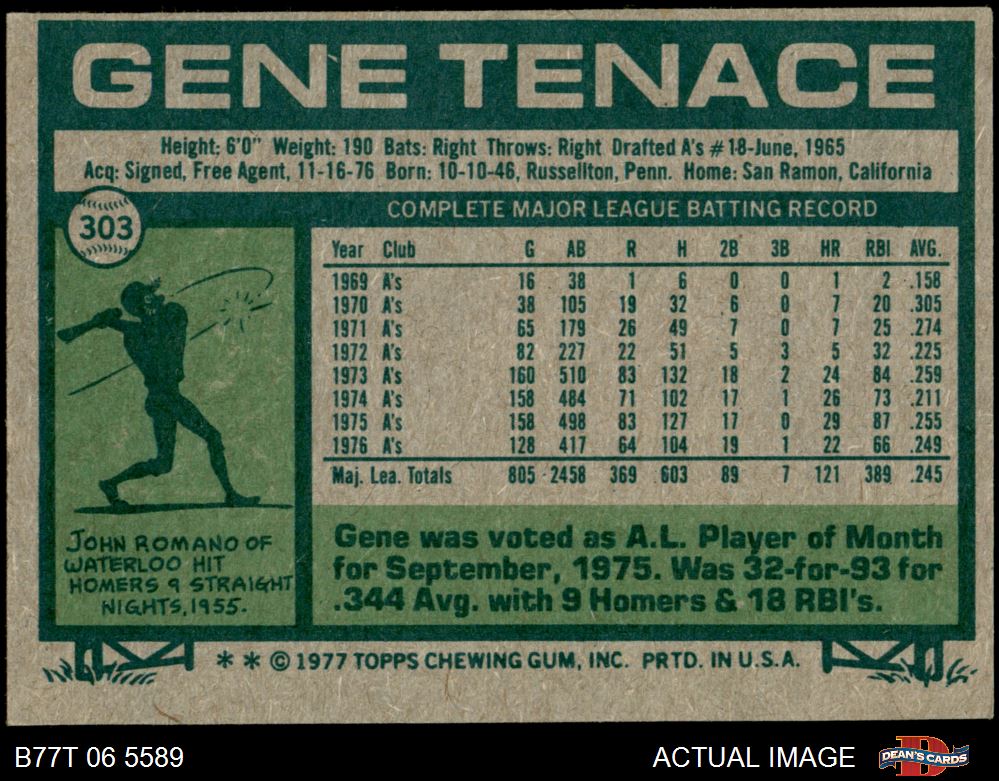 GENE TENACE
Height: 6'0" Weight: 190 Bats: Right Throws: Right Drafted A's #18-June, 1965
Acq: Signed, Free Agent, 11-16-76 Born: 10-10-46, Russellton, Penn. Home: San Ramon, California
303
COMPLETE MAJOR LEAGUE BATTING RECORD
Year Club G AB R H 2B 3B HR RBI AVG.
1969 A's 16 38 1 6 0 0 1 2 .158
1970 A's 38 105 19 32 6 0 7 20 .305
1971 A's 65 179 26 49 7 0 7 25 .274
1972 A's 82 227 22 51 5 3 5 32 .225
1973 A's 160 510 83 132 18 2 24 84 .259
1974 A's 158 484 71 102 17 1 26 73 .211
1975 A's 158 498 83 127 17 0 29 87 .255
1976 A's 128 417 64 104 19 1 22 66 .249
Maj. Lea. Totals 805 2458 369 603 89 7 121 389 .245
JOHN ROMANO OF
WATERLOO HIT
HOMERS 9 STRAIGHT
NIGHTS, 1955.
Gene was voted as A.L. Player of Month
for September, 1975. Was 32-for-93 for
.344 Avg. with 9 Homers & 18 RBI's.
* * © 1977 TOPPS CHEWING GUM, INC. PRTD. IN U.S.A.
B77T 06 5589
ACTUAL IMAGE
DEAN'S CARDS